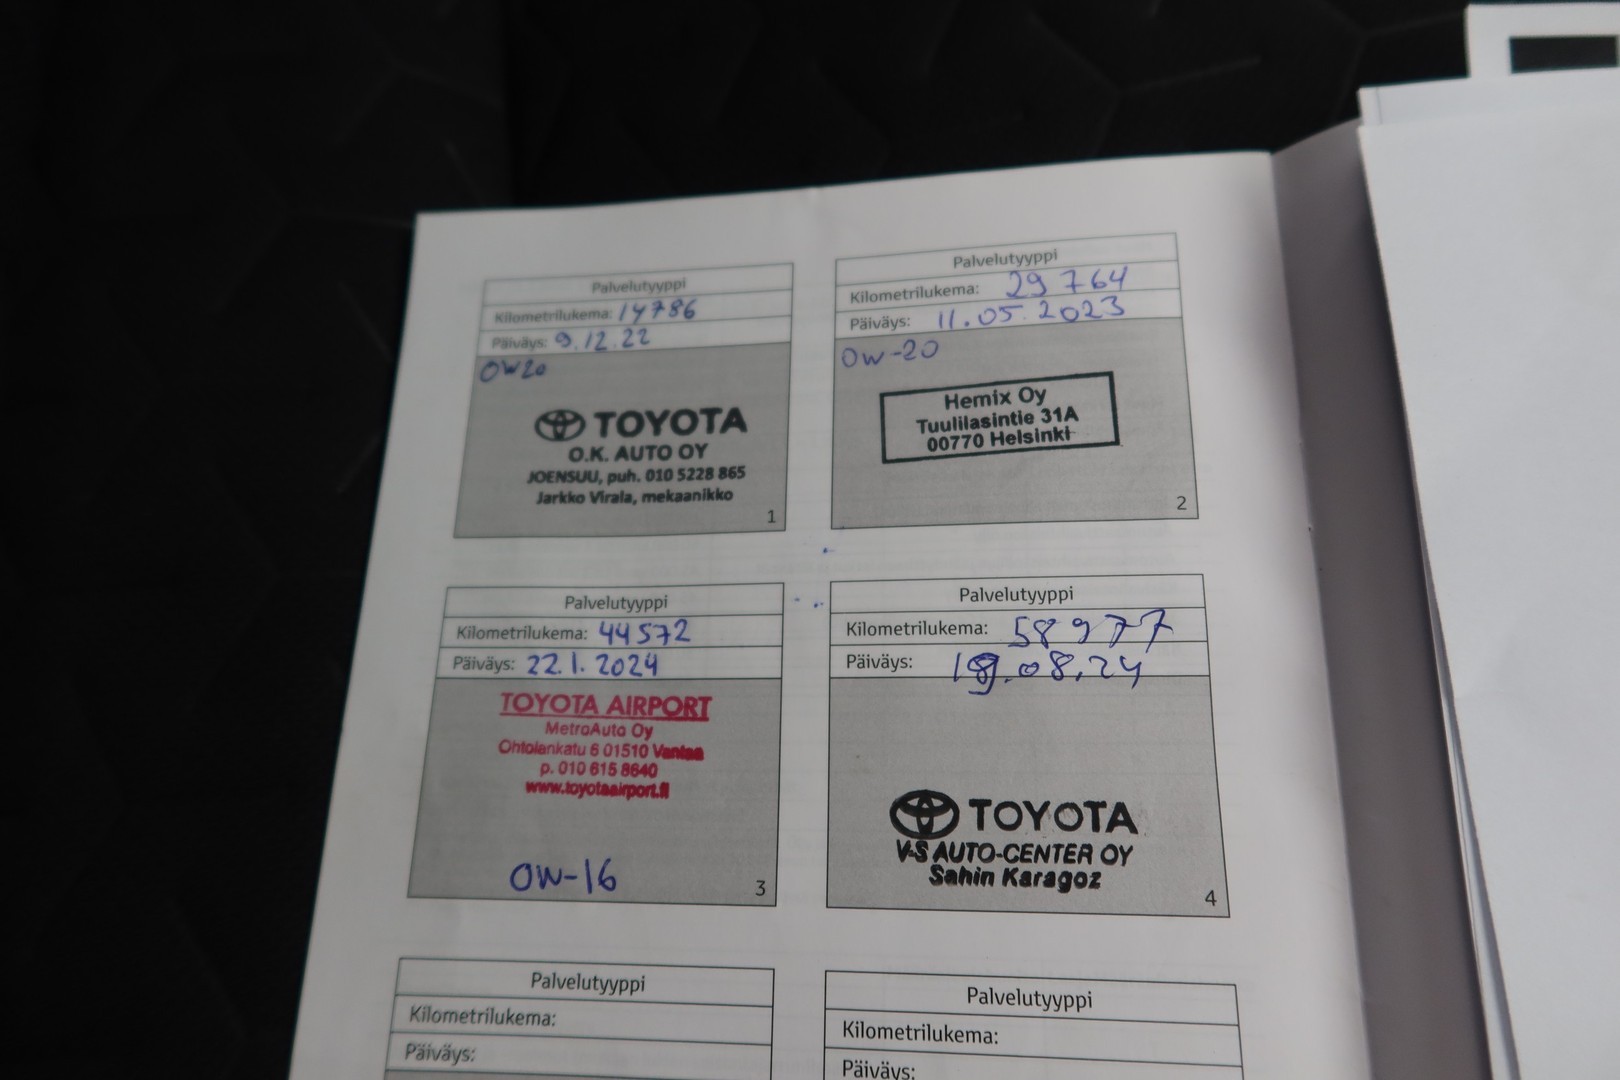 Palvelutyyppi
Kilometrilukema: 14786
Päiväys: 9.12.22
OW20
TOYOTA
O.K. AUTO OY
JOENSUU, puh. 010 5228 865
Jarkko Virala, mekaanikko
1
Palvelutyyppi
Kilometrilukema: 29 764
Päiväys: 11.05.2023
OW-20
Hemix Oy
Tuulilasintie 31A
00770 Helsinki
2
Palvelutyyppi
Kilometrilukema: 44572
Päiväys: 22.1.2024
TOYOTA AIRPORT
MetroAuto Oy
Ohtolankatu 6 01510 Vantaa
p. 010 615 8640
www.toyotaairport.fi
OW-16
3
Palvelutyyppi
Kilometrilukema: 58977
Päiväys: 19.08.24
TOYOTA
V-S AUTO-CENTER OY
Sahin Karagoz
4
Palvelutyyppi
Kilometrilukema:
Päiväys:
Palvelutyyppi
Kilometrilukema:
Päiväys: